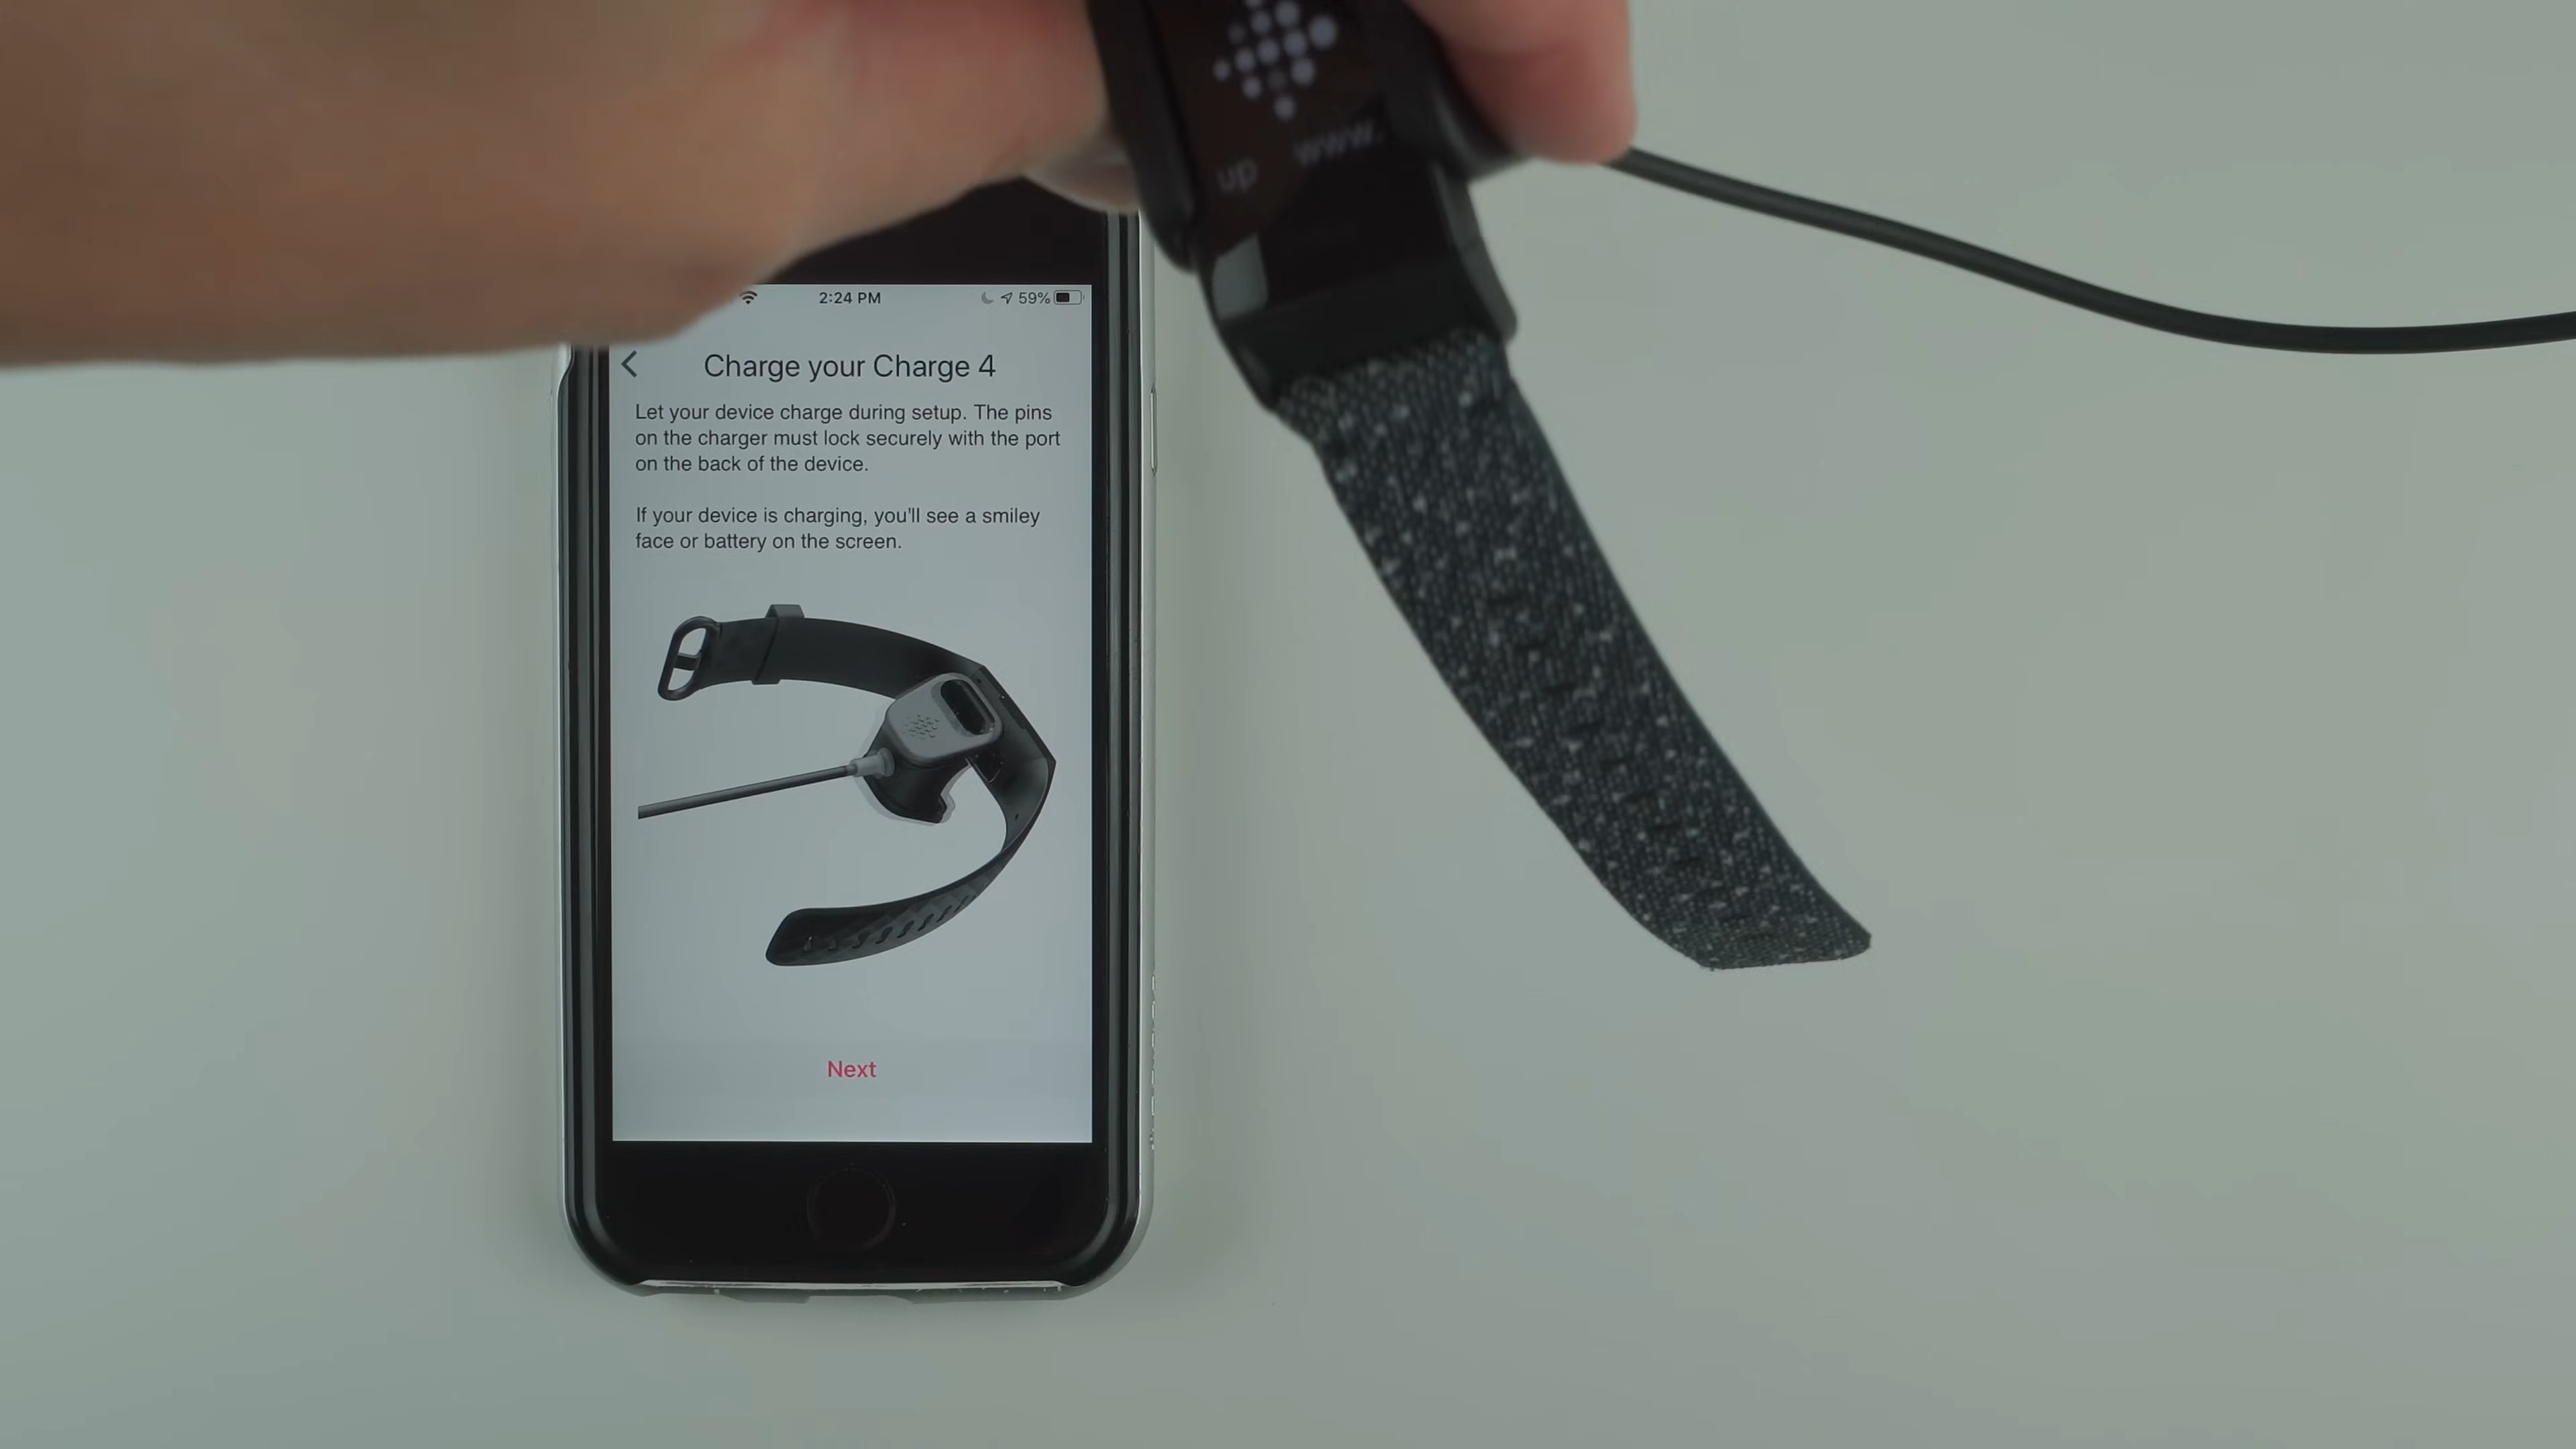 up www.
2:24 PM 59%
Charge your Charge 4
Let your device charge during setup. The pins
on the charger must lock securely with the port
on the back of the device.
If your device is charging, you'll see a smiley
face or battery on the screen.
Next